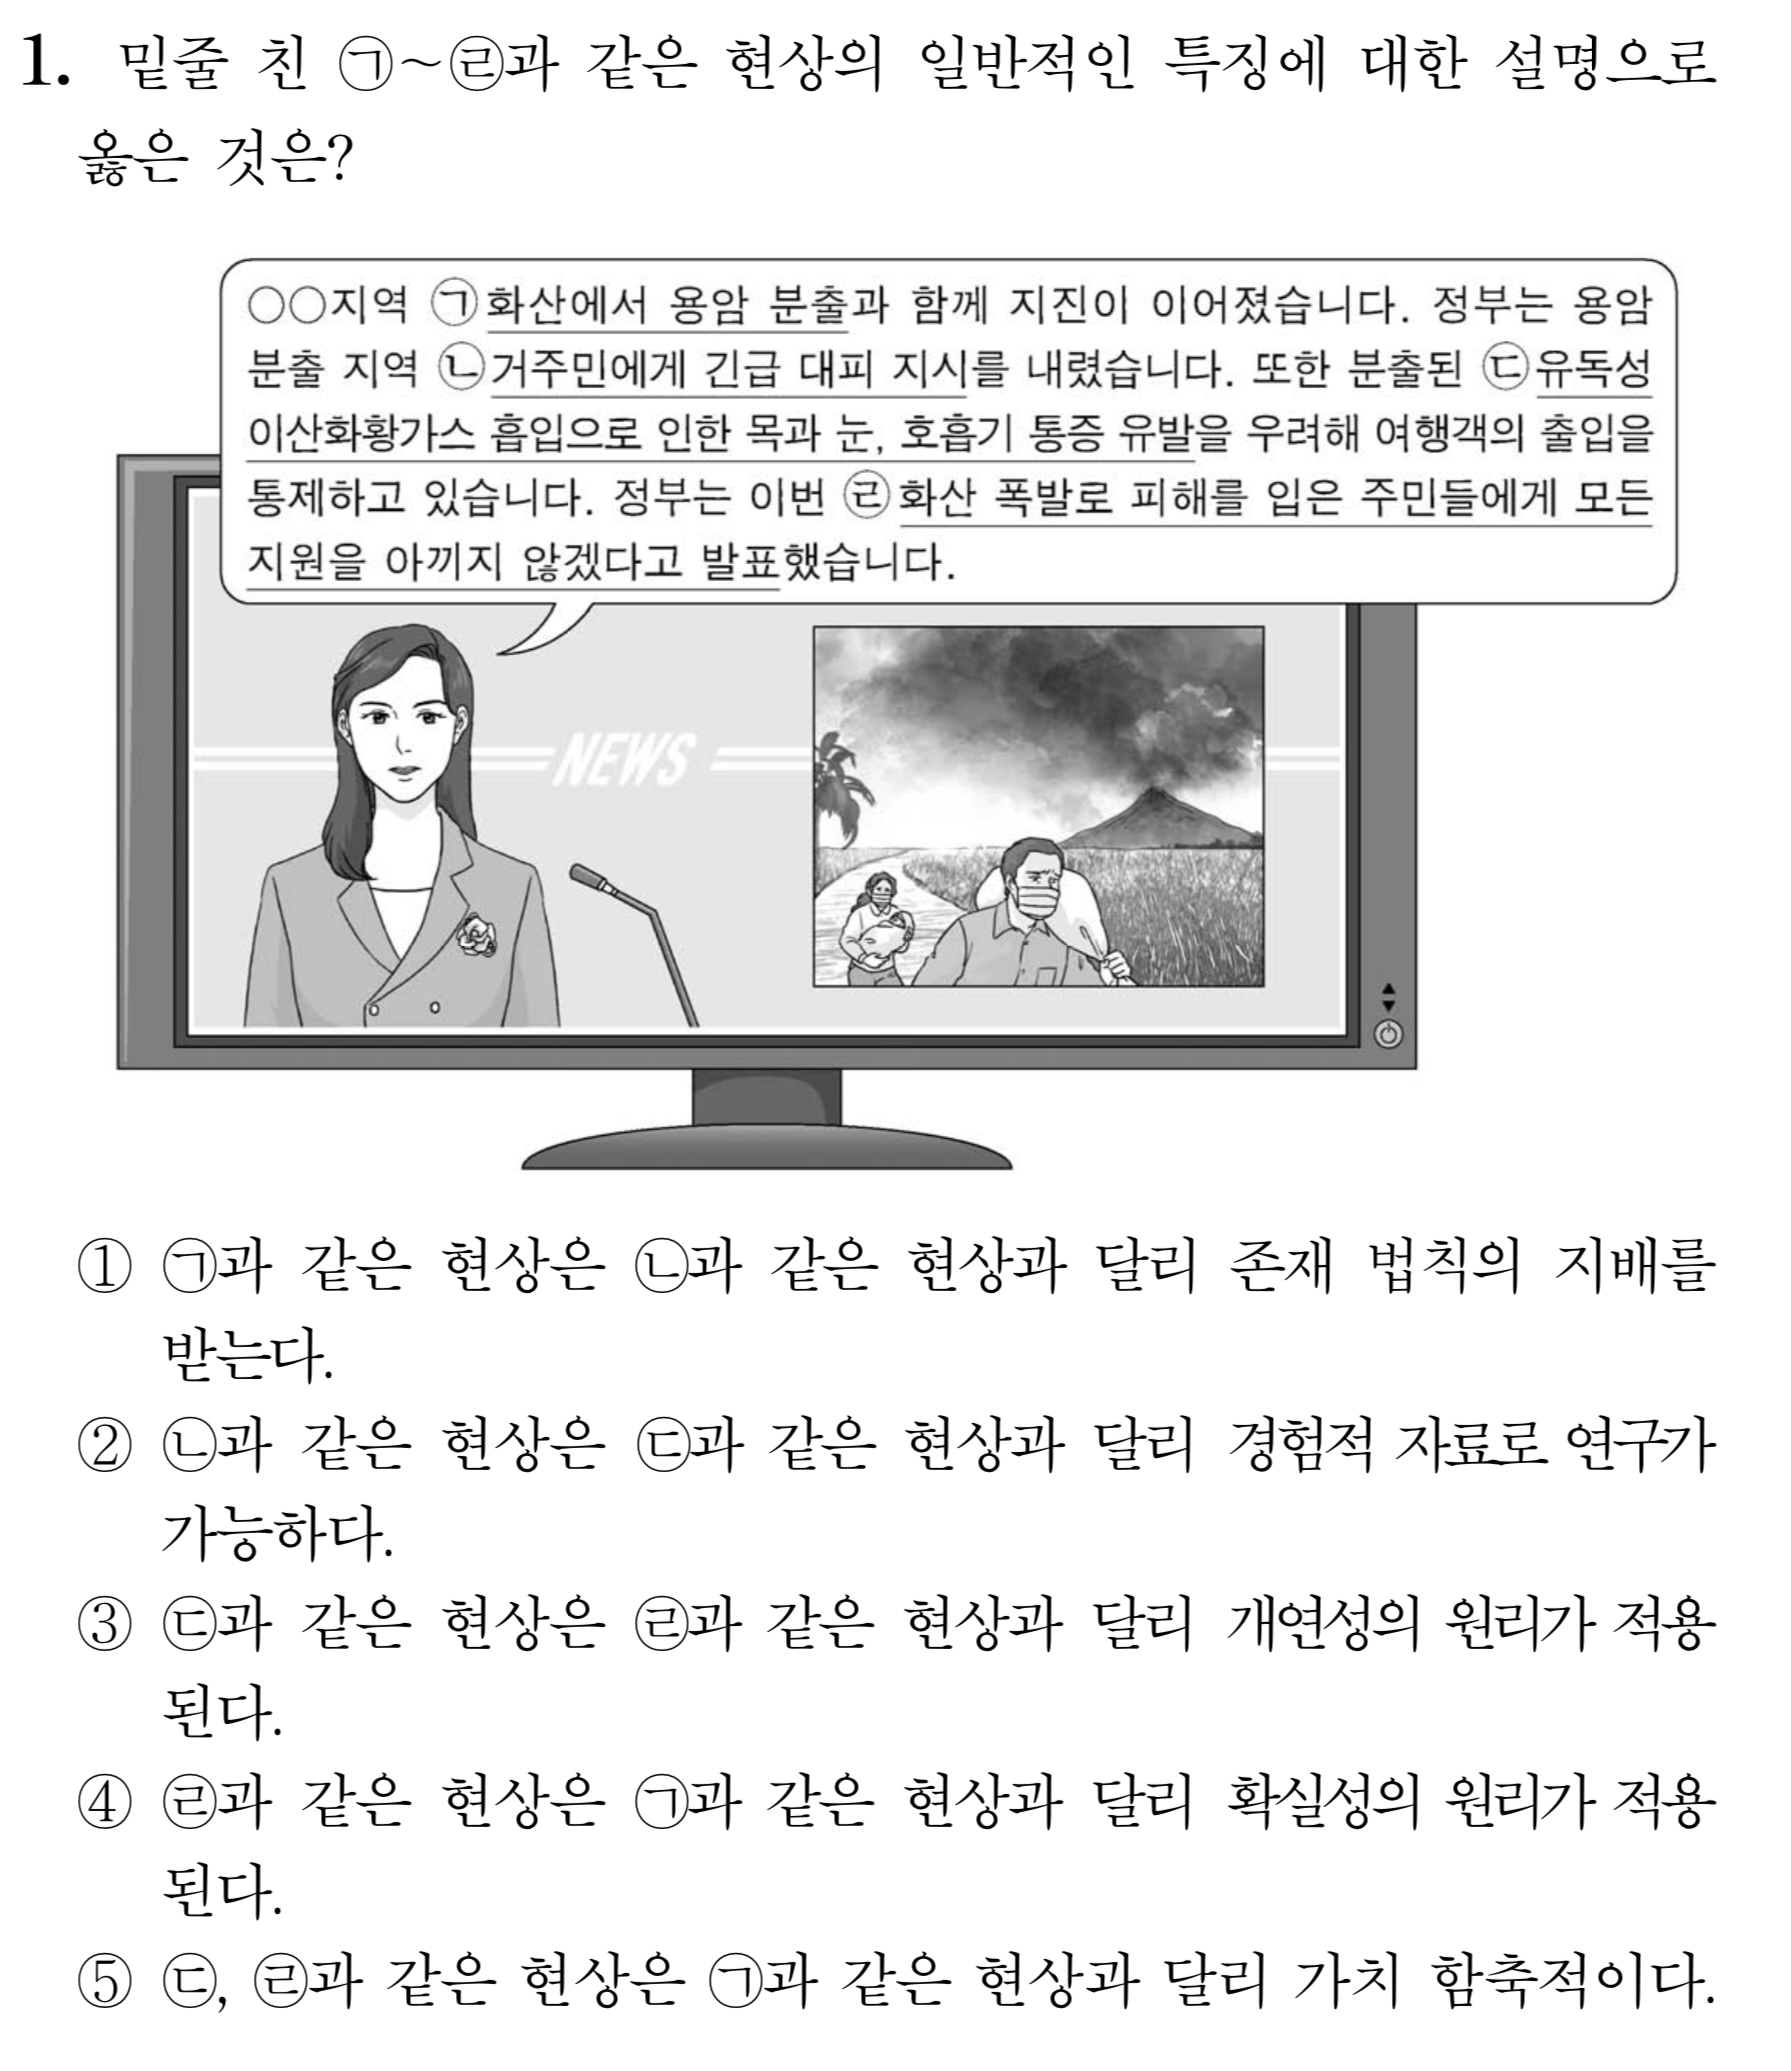 1. 밑줄 친 ㉠~㉣과 같은 현상의 일반적인 특징에 대한 설명으로
옳은 것은?
○○지역 ㉠화산에서 용암 분출과 함께 지진이 이어졌습니다. 정부는 용암
분출 지역 ㉡거주민에게 긴급 대피 지시를 내렸습니다. 또한 분출된 ㉢유독성
이산화황가스 흡입으로 인한 목과 눈, 호흡기 통증 유발을 우려해 여행객의 출입을
통제하고 있습니다. 정부는 이번 ㉣화산 폭발로 피해를 입은 주민들에게 모든
지원을 아끼지 않겠다고 발표했습니다.
NEWS
① ㉠과 같은 현상은 ㉡과 같은 현상과 달리 존재 법칙의 지배를
받는다.
② ㉡과 같은 현상은 ㉢과 같은 현상과 달리 경험적 자료로 연구가
가능하다.
③ ㉢과 같은 현상은 ㉣과 같은 현상과 달리 개연성의 원리가 적용
된다.
④ ㉣과 같은 현상은 ㉠과 같은 현상과 달리 확실성의 원리가 적용
된다.
⑤ ㉢, ㉣과 같은 현상은 ㉠과 같은 현상과 달리 가치 함축적이다.